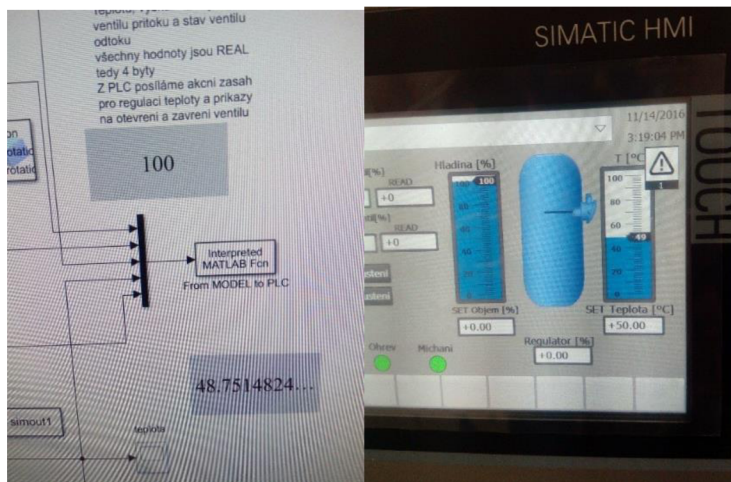 ventilu pritoku a stav ventilu
odtoku
všechny hodnoty jsou REAL
tedy 4 byty
Z PLC posíláme akcni zasah
pro regulaci teploty a prikazy
na otevreni a zavreni ventilu
100
Interpreted
MATLAB Fcn
From MODEL to PLC
48.7514824...
simout1
teplota
SIMATIC HMI
TOUCH
11/14/2016
3:19:04 PM
Hladina [%]
T [°C]
READ
+0
READ
+0
100
100
80
60
49
40
20
1
SET Objem [%]
+0.00
SET Teplota [°C]
+50.00
Ohrev
Michani
Regulator [%]
+0.00